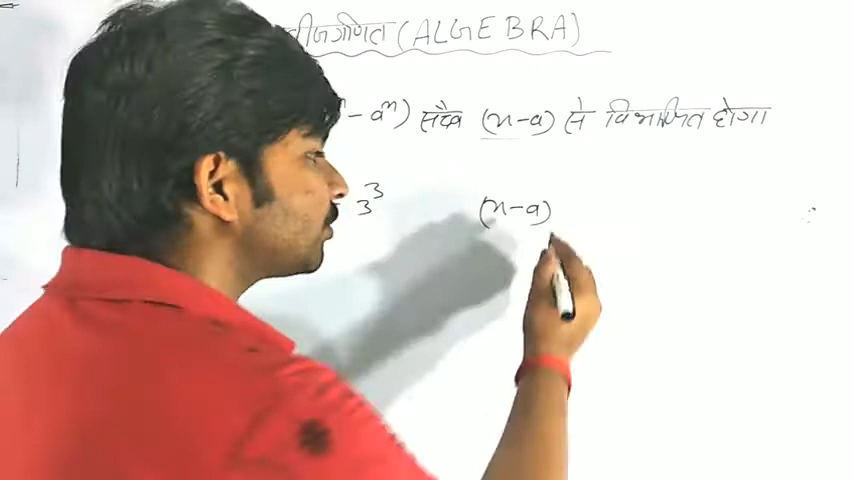 बीजगणित (ALGEBRA)
- aⁿ) सदैव (x-a) से विभाजित होगा
3³ (x-a)